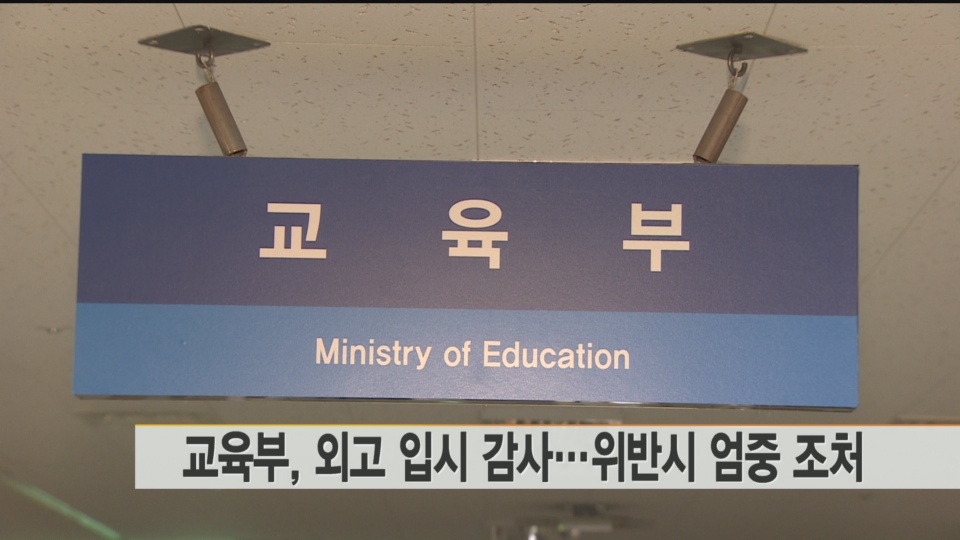 교육부
Ministry of Education
교육부, 외고 입시 감사…위반시 엄중 조처